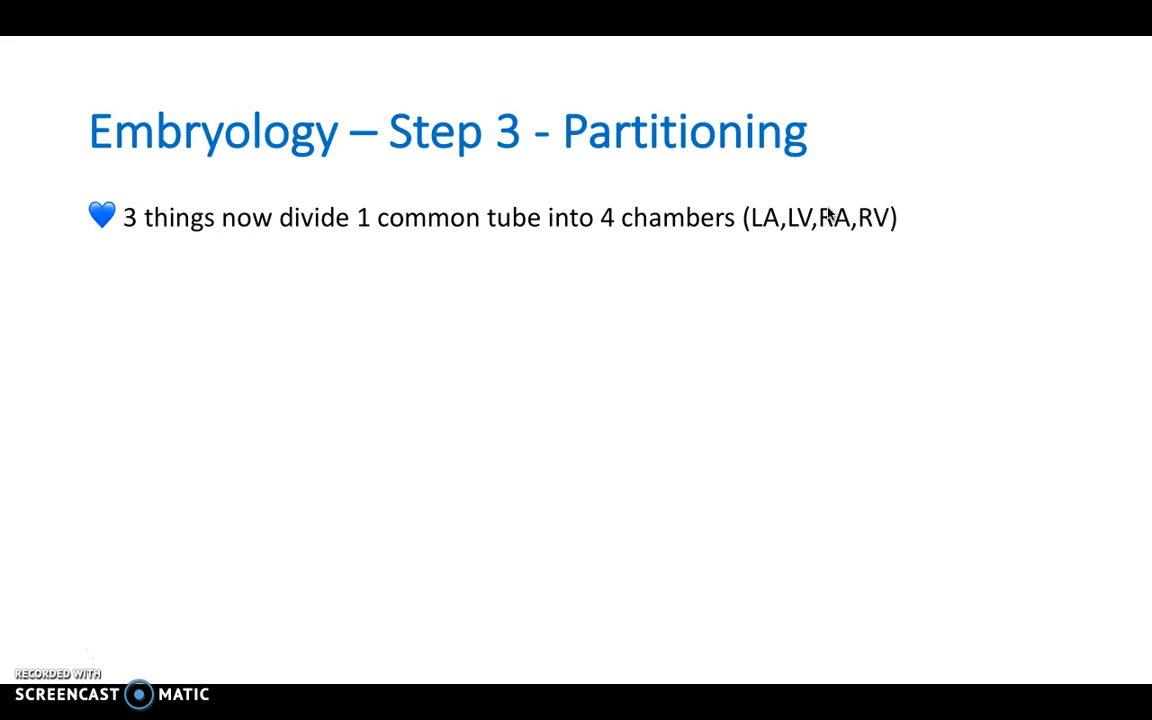 Embryology – Step 3 - Partitioning
💙 3 things now divide 1 common tube into 4 chambers (LA,LV,RA,RV)
RECORDED WITH
SCREENCAST MATIC